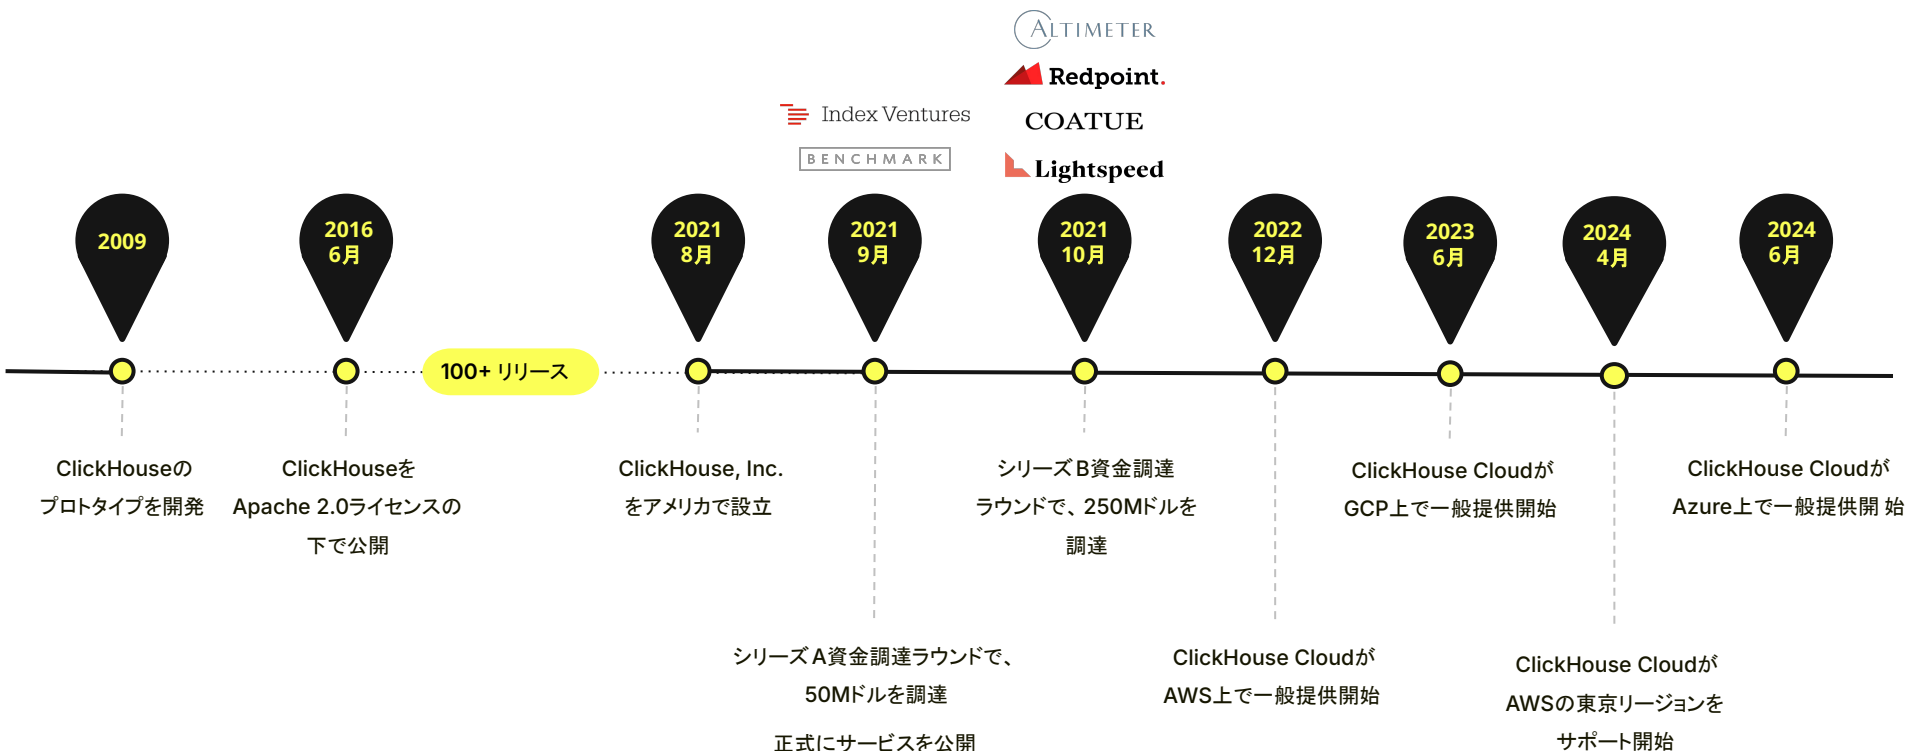 ALTIMETER
Redpoint.
Index Ventures
COATUE
BENCHMARK
Lightspeed
2009
2016
6月
2021
8月
2021
9月
2021
10月
2022
12月
2023
6月
2024
4月
2024
6月
100+ リリース
ClickHouseの
プロトタイプを開発
ClickHouseを
Apache 2.0ライセンスの
下で公開
ClickHouse, Inc.
をアメリカで設立
シリーズA資金調達ラウンドで、
50Mドルを調達
正式にサービスを公開
シリーズB資金調達
ラウンドで、250Mドルを
調達
ClickHouse Cloudが
AWS上で一般提供開始
ClickHouse Cloudが
GCP上で一般提供開始
ClickHouse Cloudが
AWSの東京リージョンを
サポート開始
ClickHouse Cloudが
Azure上で一般提供開 始